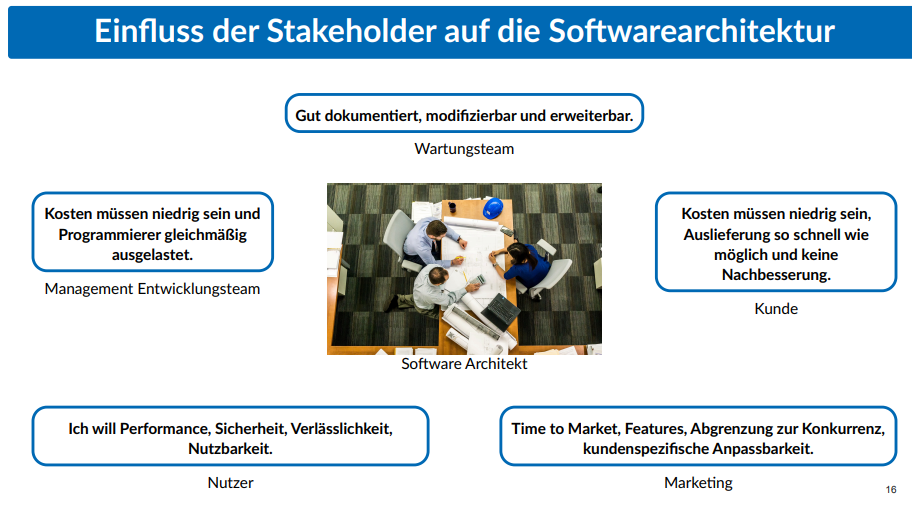 Einfluss der Stakeholder auf die Softwarearchitektur
Gut dokumentiert, modifizierbar und erweiterbar.
Wartungsteam
Kosten müssen niedrig sein und
Programmierer gleichmäßig
ausgelastet.
Management Entwicklungsteam
Kosten müssen niedrig sein,
Auslieferung so schnell wie
möglich und keine
Nachbesserung.
Kunde
Software Architekt
Ich will Performance, Sicherheit, Verlässlichkeit,
Nutzbarkeit.
Nutzer
Time to Market, Features, Abgrenzung zur Konkurrenz,
kundenspezifische Anpassbarkeit.
Marketing
16